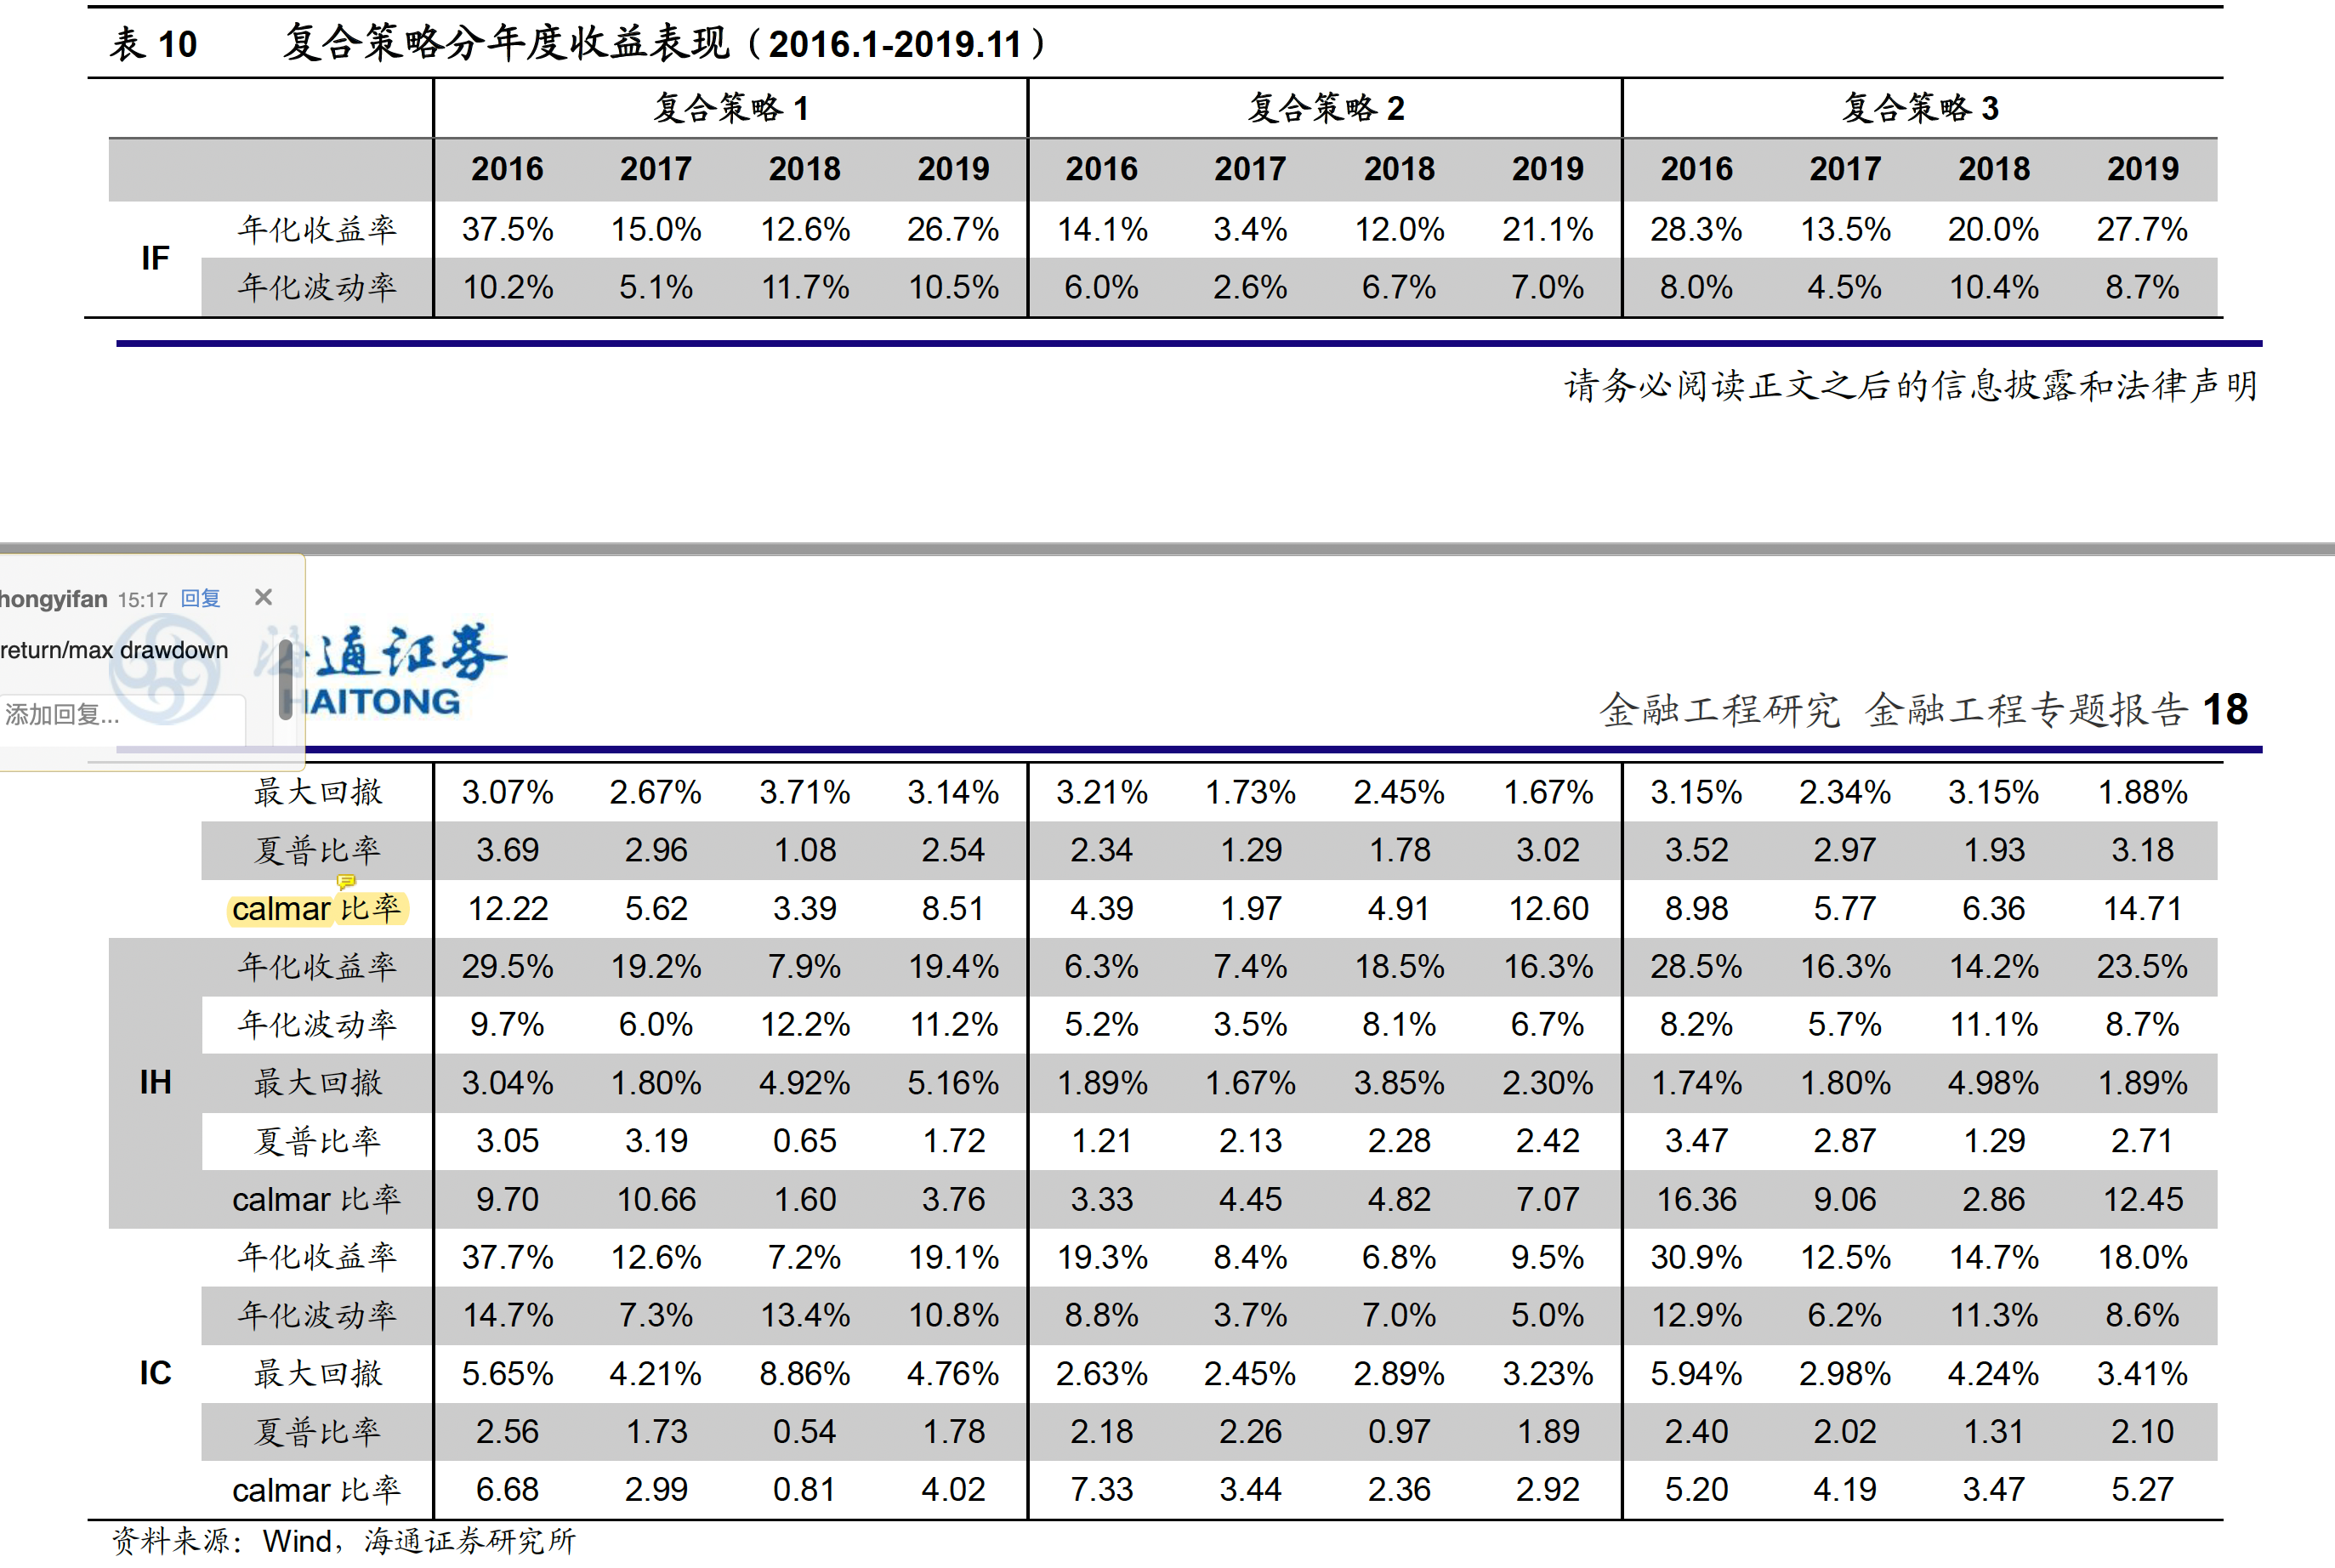 表 10 复合策略分年度收益表现（2016.1-2019.11）
复合策略 1 复合策略 2 复合策略 3
2016 2017 2018 2019 2016 2017 2018 2019 2016 2017 2018 2019
IF
年化收益率 37.5% 15.0% 12.6% 26.7% 14.1% 3.4% 12.0% 21.1% 28.3% 13.5% 20.0% 27.7%
年化波动率 10.2% 5.1% 11.7% 10.5% 6.0% 2.6% 6.7% 7.0% 8.0% 4.5% 10.4% 8.7%
请务必阅读正文之后的信息披露和法律声明
hongyifan 15:17 回复
return/max drawdown
添加回复...
海通证券
HAITONG
金融工程研究 金融工程专题报告 18
最大回撤 3.07% 2.67% 3.71% 3.14% 3.21% 1.73% 2.45% 1.67% 3.15% 2.34% 3.15% 1.88%
夏普比率 3.69 2.96 1.08 2.54 2.34 1.29 1.78 3.02 3.52 2.97 1.93 3.18
calmar 比率 12.22 5.62 3.39 8.51 4.39 1.97 4.91 12.60 8.98 5.77 6.36 14.71
年化收益率 29.5% 19.2% 7.9% 19.4% 6.3% 7.4% 18.5% 16.3% 28.5% 16.3% 14.2% 23.5%
年化波动率 9.7% 6.0% 12.2% 11.2% 5.2% 3.5% 8.1% 6.7% 8.2% 5.7% 11.1% 8.7%
IH 最大回撤 3.04% 1.80% 4.92% 5.16% 1.89% 1.67% 3.85% 2.30% 1.74% 1.80% 4.98% 1.89%
夏普比率 3.05 3.19 0.65 1.72 1.21 2.13 2.28 2.42 3.47 2.87 1.29 2.71
calmar 比率 9.70 10.66 1.60 3.76 3.33 4.45 4.82 7.07 16.36 9.06 2.86 12.45
年化收益率 37.7% 12.6% 7.2% 19.1% 19.3% 8.4% 6.8% 9.5% 30.9% 12.5% 14.7% 18.0%
年化波动率 14.7% 7.3% 13.4% 10.8% 8.8% 3.7% 7.0% 5.0% 12.9% 6.2% 11.3% 8.6%
IC 最大回撤 5.65% 4.21% 8.86% 4.76% 2.63% 2.45% 2.89% 3.23% 5.94% 2.98% 4.24% 3.41%
夏普比率 2.56 1.73 0.54 1.78 2.18 2.26 0.97 1.89 2.40 2.02 1.31 2.10
calmar 比率 6.68 2.99 0.81 4.02 7.33 3.44 2.36 2.92 5.20 4.19 3.47 5.27
资料来源：Wind，海通证券研究所